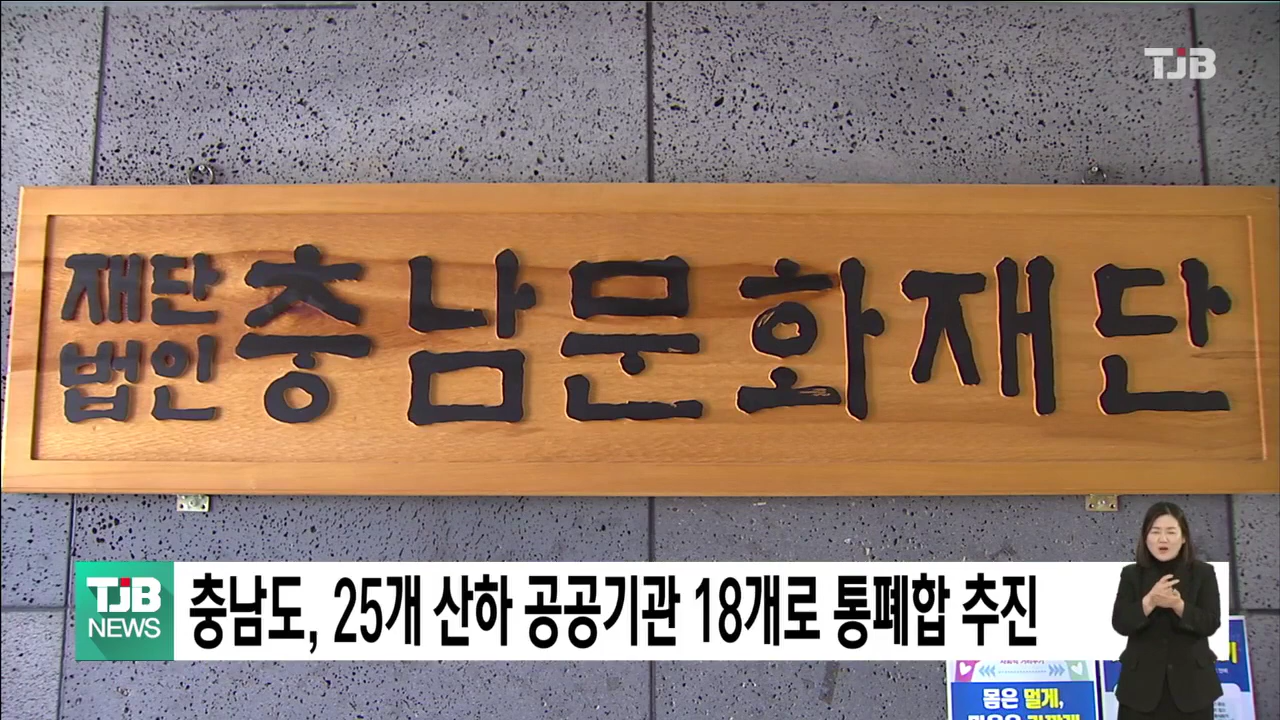 TJB
재단
법인
충남문화재단
TJB
NEWS
충남도, 25개 산하 공공기관 18개로 통폐합 추진
몸은 멀게,